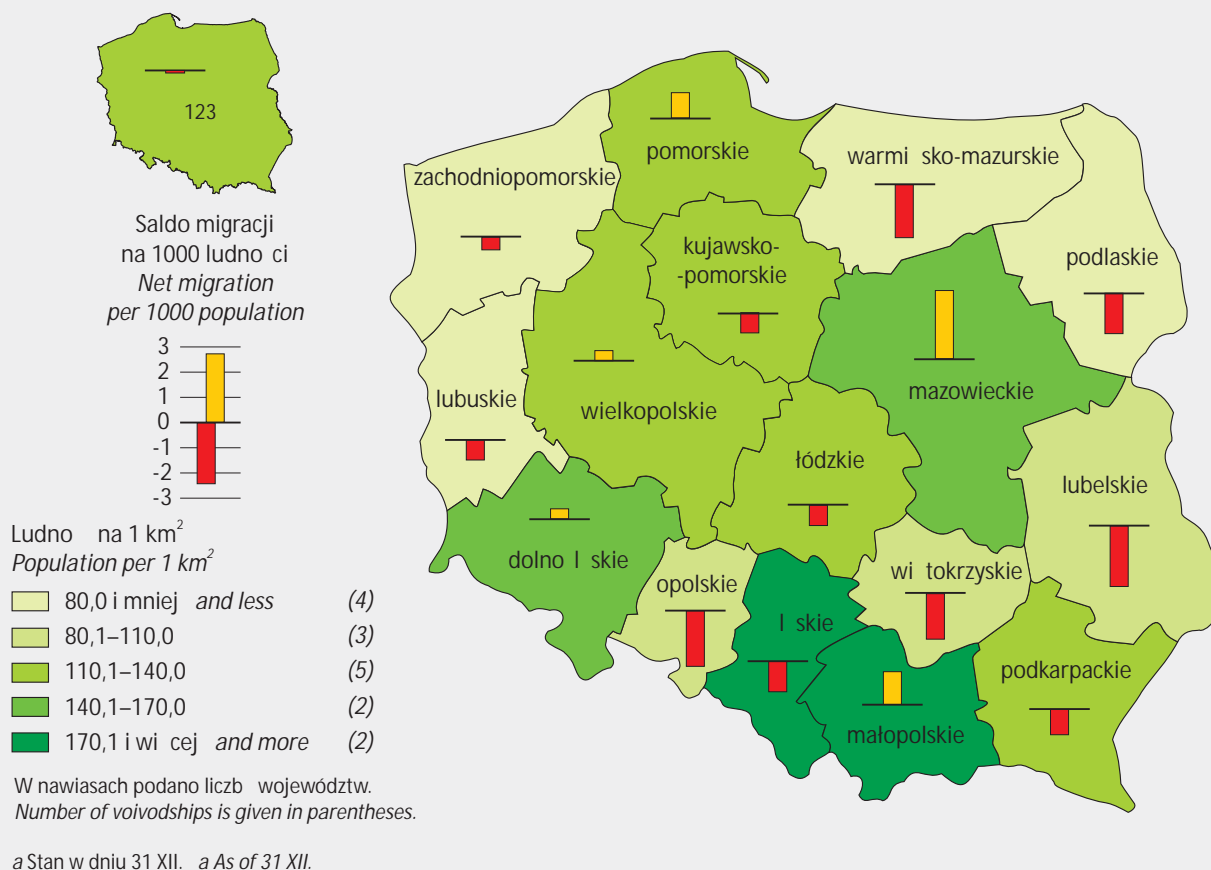 123
Saldo migracji
na 1000 ludno ci
Net migration
per 1000 population
3
2
1
0
-1
-2
-3
Ludno na 1 km²
Population per 1 km²
80,0 i mniej and less (4)
80,1–110,0 (3)
110,1–140,0 (5)
140,1–170,0 (2)
170,1 i wi cej and more (2)
W nawiasach podano liczb województw.
Number of voivodships is given in parentheses.
a Stan w dniu 31 XII. a As of 31 XII.
pomorskie
warmi sko-mazurskie
zachodniopomorskie
kujawsko-
-pomorskie
podlaskie
mazowieckie
lubuskie
wielkopolskie
łódzkie
lubelskie
dolno l skie
opolskie
wi tokrzyskie
l skie
podkarpackie
małopolskie